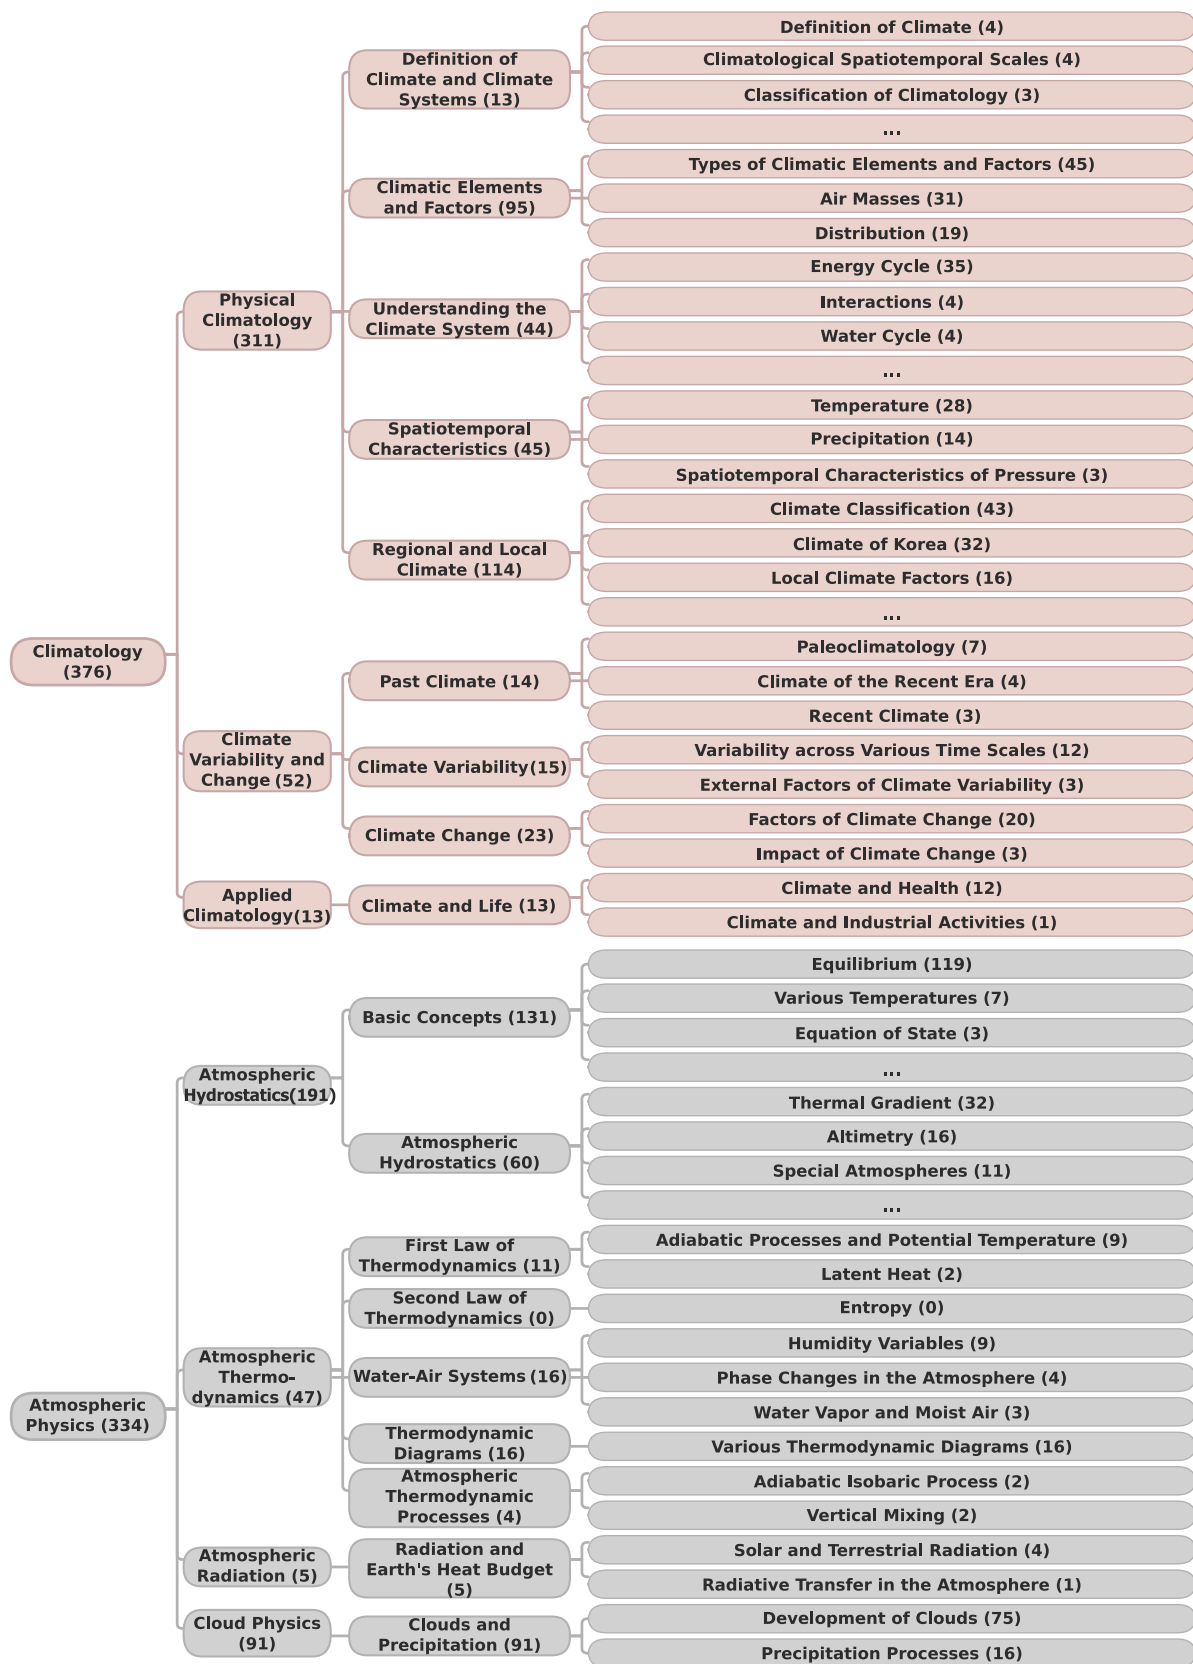 Climatology
(376)
Physical
Climatology
(311)
Definition of
Climate and Climate
Systems (13)
Definition of Climate (4)
Climatological Spatiotemporal Scales (4)
Classification of Climatology (3)
...
Climatic Elements
and Factors (95)
Types of Climatic Elements and Factors (45)
Air Masses (31)
Distribution (19)
Understanding the
Climate System (44)
Energy Cycle (35)
Interactions (4)
Water Cycle (4)
...
Spatiotemporal
Characteristics (45)
Temperature (28)
Precipitation (14)
Spatiotemporal Characteristics of Pressure (3)
Regional and Local
Climate (114)
Climate Classification (43)
Climate of Korea (32)
Local Climate Factors (16)
...
Climate
Variability and
Change (52)
Past Climate (14)
Paleoclimatology (7)
Climate of the Recent Era (4)
Recent Climate (3)
Climate Variability (15)
Variability across Various Time Scales (12)
External Factors of Climate Variability (3)
Climate Change (23)
Factors of Climate Change (20)
Impact of Climate Change (3)
Applied
Climatology(13)
Climate and Life (13)
Climate and Health (12)
Climate and Industrial Activities (1)
Atmospheric
Physics (334)
Atmospheric
Hydrostatics(191)
Basic Concepts (131)
Equilibrium (119)
Various Temperatures (7)
Equation of State (3)
...
Atmospheric
Hydrostatics (60)
Thermal Gradient (32)
Altimetry (16)
Special Atmospheres (11)
...
Atmospheric
Thermo-
dynamics (47)
First Law of
Thermodynamics (11)
Adiabatic Processes and Potential Temperature (9)
Latent Heat (2)
Second Law of
Thermodynamics (0)
Entropy (0)
Water-Air Systems (16)
Humidity Variables (9)
Phase Changes in the Atmosphere (4)
Water Vapor and Moist Air (3)
Thermodynamic
Diagrams (16)
Various Thermodynamic Diagrams (16)
Atmospheric
Thermodynamic
Processes (4)
Adiabatic Isobaric Process (2)
Vertical Mixing (2)
Atmospheric
Radiation (5)
Radiation and
Earth's Heat Budget
(5)
Solar and Terrestrial Radiation (4)
Radiative Transfer in the Atmosphere (1)
Cloud Physics
(91)
Clouds and
Precipitation (91)
Development of Clouds (75)
Precipitation Processes (16)